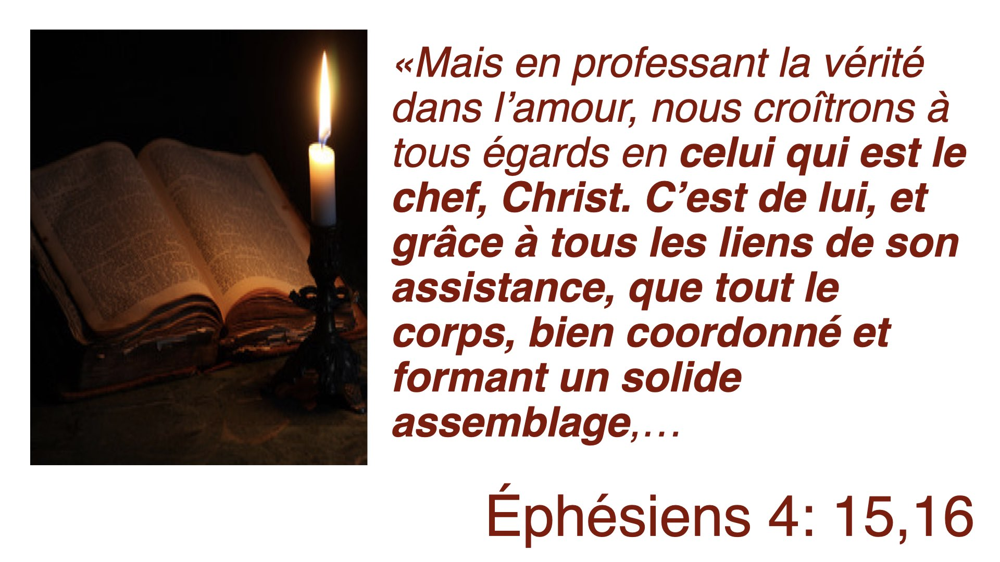 «Mais en professant la vérité
dans l’amour, nous croîtrons à
tous égards en celui qui est le
chef, Christ. C’est de lui, et
grâce à tous les liens de son
assistance, que tout le
corps, bien coordonné et
formant un solide
assemblage,…
Éphésiens 4: 15,16